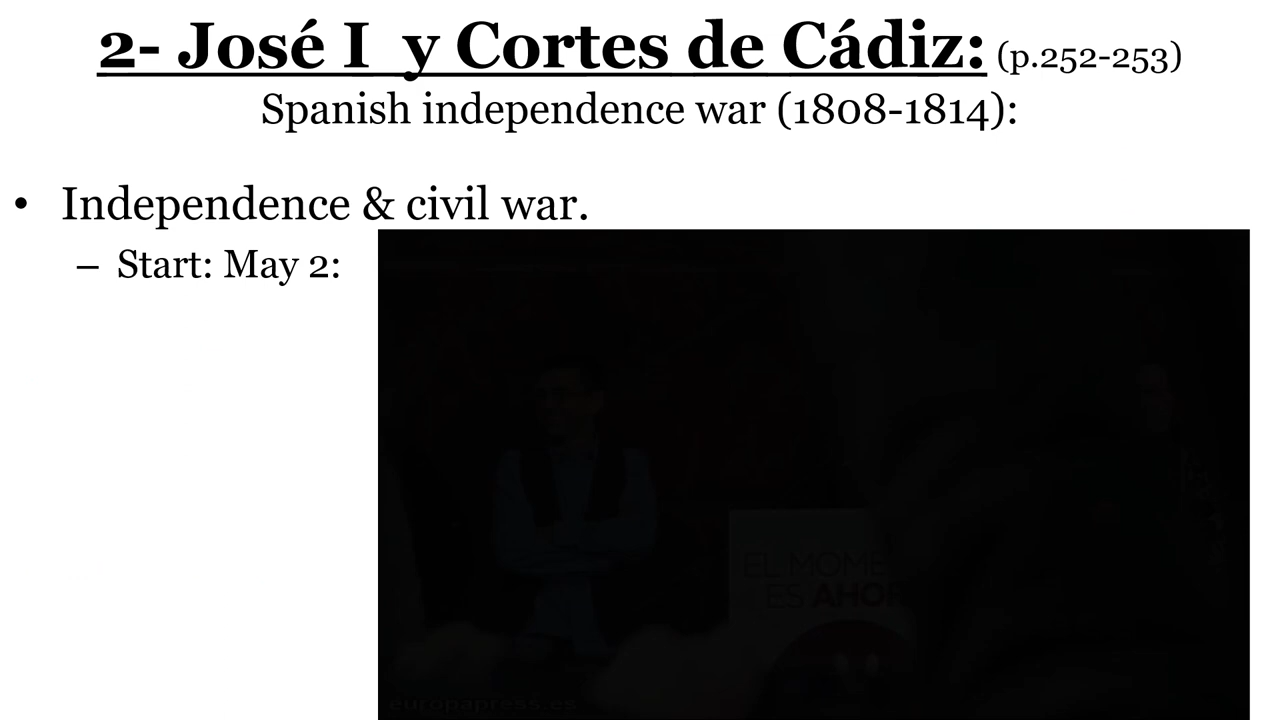 2- José I y Cortes de Cádiz: (p.252-253)
Spanish independence war (1808-1814):
• Independence & civil war.
– Start: May 2:
EL MOME
ES AHOR
europapress.es